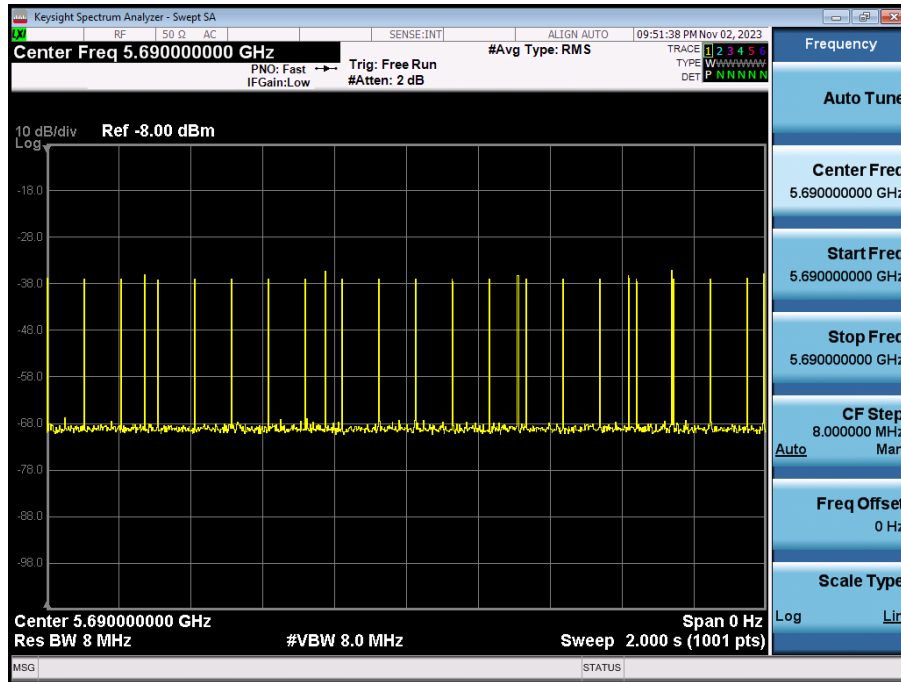 Keysight Spectrum Analyzer - Swept SA
LXI RF 50 Ω AC SENSE:INT ALIGN AUTO 09:51:38 PM Nov 02, 2023
Center Freq 5.690000000 GHz
PNO: Fast
IFGain:Low
Trig: Free Run
#Atten: 2 dB
#Avg Type: RMS
TRACE 1 2 3 4 5 6
TYPE WWWWWW
DET P N N N N N
10 dB/div Ref -8.00 dBm
Log
-18.0
-28.0
-38.0
-48.0
-58.0
-68.0
-78.0
-88.0
-98.0
Center 5.690000000 GHz Span 0 Hz
Res BW 8 MHz #VBW 8.0 MHz Sweep 2.000 s (1001 pts)
MSG STATUS
Frequency
Auto Tune
Center Freq
5.690000000 GHz
Start Freq
5.690000000 GHz
Stop Freq
5.690000000 GHz
CF Step
8.000000 MHz
Auto Man
Freq Offset
0 Hz
Scale Type
Log Lin